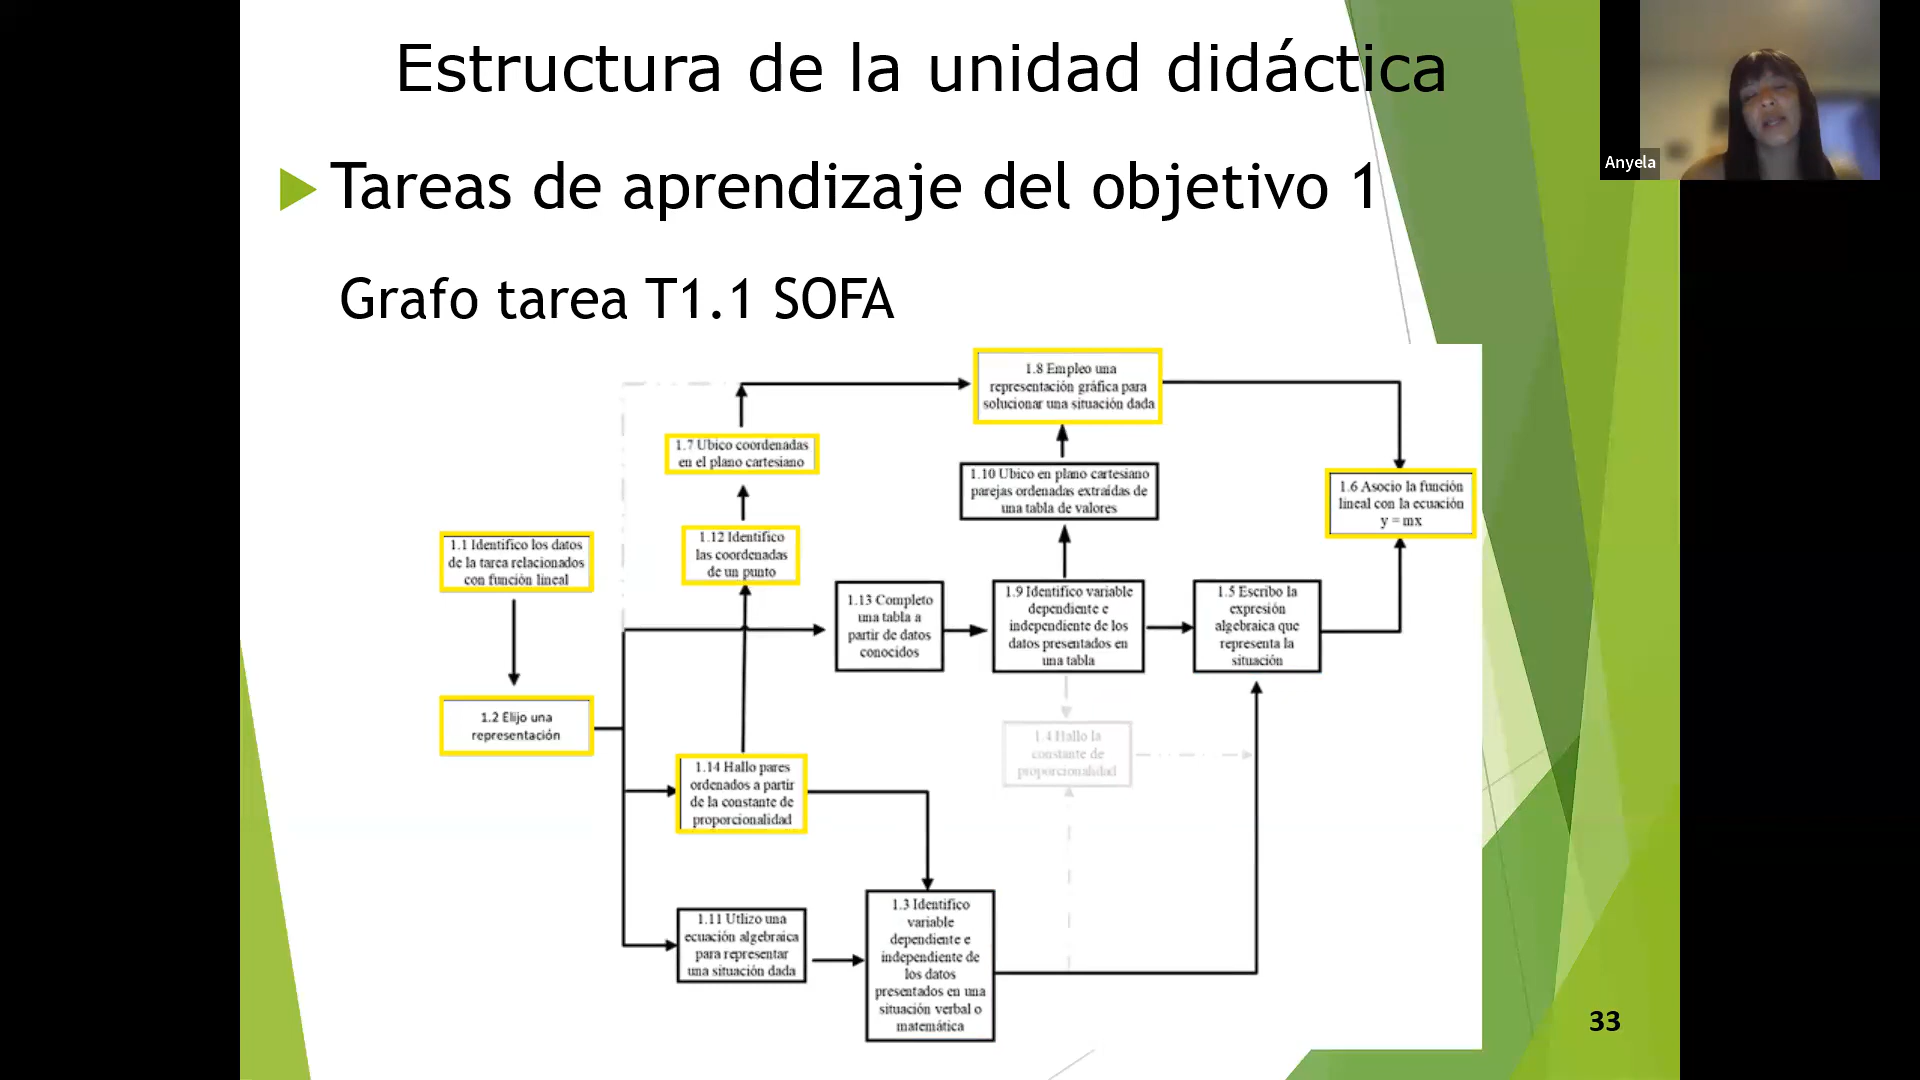 Estructura de la unidad didáctica
Anyela
Tareas de aprendizaje del objetivo 1
Grafo tarea T1.1 SOFA
1.8 Empleo una
representación gráfica para
solucionar una situación dada
1.7 Ubico coordenadas
en el plano cartesiano
1.10 Ubico en plano cartesiano
parejas ordenadas extraídas de
una tabla de valores
1.6 Asocio la función
lineal con la ecuación
y = mx
1.1 Identifico los datos
de la tarea relacionados
con función lineal
1.12 Identifico
las coordenadas
de un punto
1.13 Completo
una tabla a
partir de datos
conocidos
1.9 Identifico variable
dependiente e
independiente de los
datos presentados en
una tabla
1.5 Escribo la
expresión
algebraica que
representa la
situación
1.2 Elijo una
representación
1.4 Hallo la
constante de
proporcionalidad
1.14 Hallo pares
ordenados a partir
de la constante de
proporcionalidad
1.11 Utlizo una
ecuación algebraica
para representar
una situación dada
1.3 Identifico
variable
dependiente e
independiente de
los datos
presentados en una
situación verbal o
matemática
33